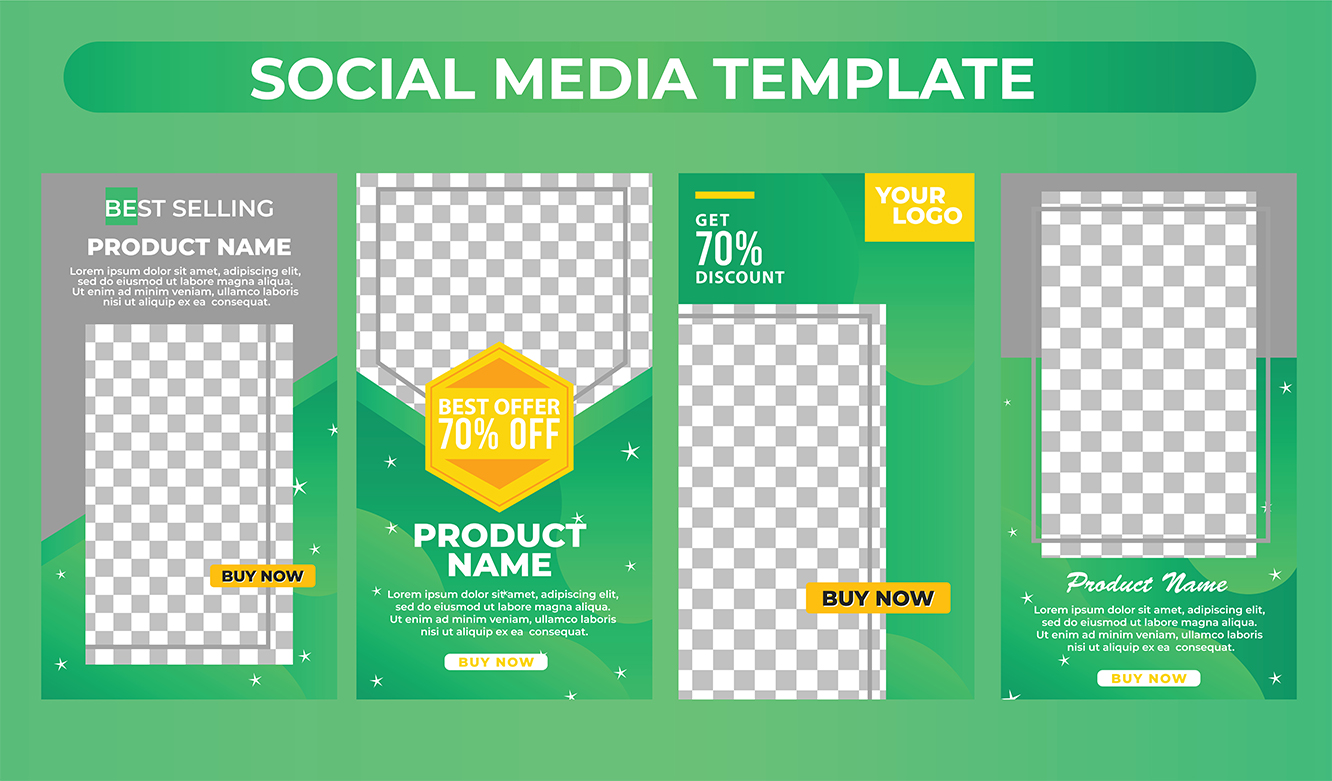 SOCIAL MEDIA TEMPLATE
BEST SELLING
PRODUCT NAME
Lorem ipsum dolor sit amet, adipiscing elit,
sed do eiusmod ut labore magna aliqua.
Ut enim ad minim veniam, ullamco laboris
nisi ut aliquip ex ea consequat.
BUY NOW
BEST OFFER
70% OFF
PRODUCT
NAME
Lorem ipsum dolor sit amet, adipiscing elit,
sed do eiusmod ut labore magna aliqua.
Ut enim ad minim veniam, ullamco laboris
nisi ut aliquip ex ea consequat.
BUY NOW
GET
70%
DISCOUNT
YOUR
LOGO
BUY NOW
Product Name
Lorem ipsum dolor sit amet, adipiscing elit,
sed do eiusmod ut labore magna aliqua.
Ut enim ad minim veniam, ullamco laboris
nisi ut aliquip ex ea consequat.
BUY NOW